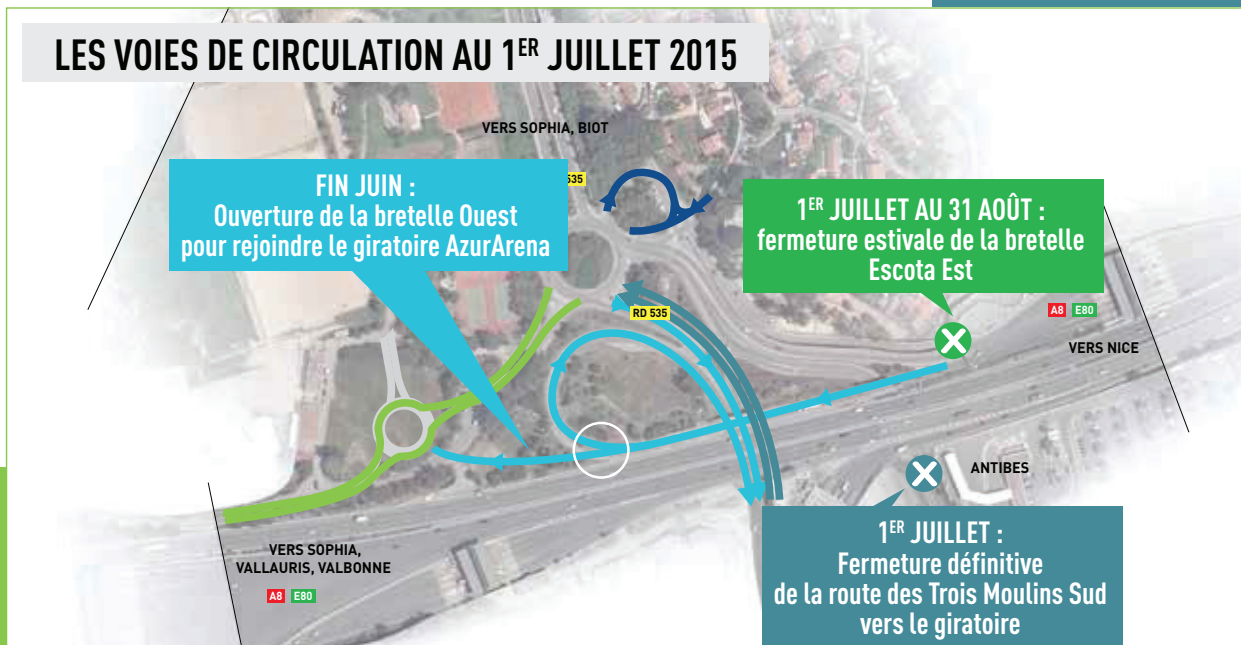 LES VOIES DE CIRCULATION AU 1ER JUILLET 2015
VERS SOPHIA, BIOT
FIN JUIN :
Ouverture de la bretelle Ouest
pour rejoindre le giratoire AzurArena
535
1ER JUILLET AU 31 AOÛT :
fermeture estivale de la bretelle
Escota Est
RD 535
A8 E80
VERS NICE
ANTIBES
1ER JUILLET :
Fermeture définitive
de la route des Trois Moulins Sud
vers le giratoire
VERS SOPHIA,
VALLAURIS, VALBONNE
A8 E80